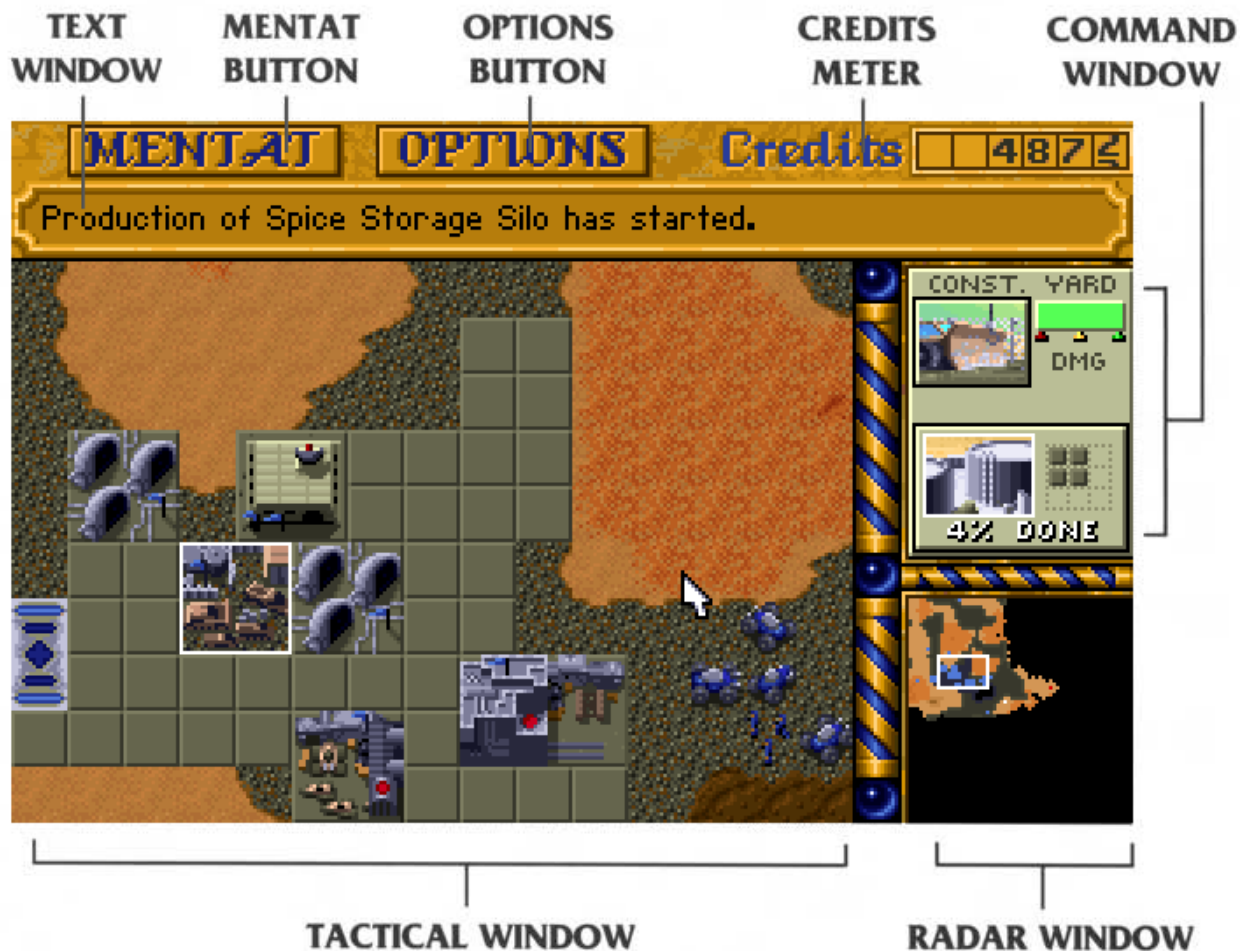 TEXT WINDOW
MENTAT BUTTON
OPTIONS BUTTON
CREDITS METER
COMMAND WINDOW
MENTAT
OPTIONS
Credits 487
Production of Spice Storage Silo has started.
CONST. YARD
DMG
4% DONE
TACTICAL WINDOW
RADAR WINDOW